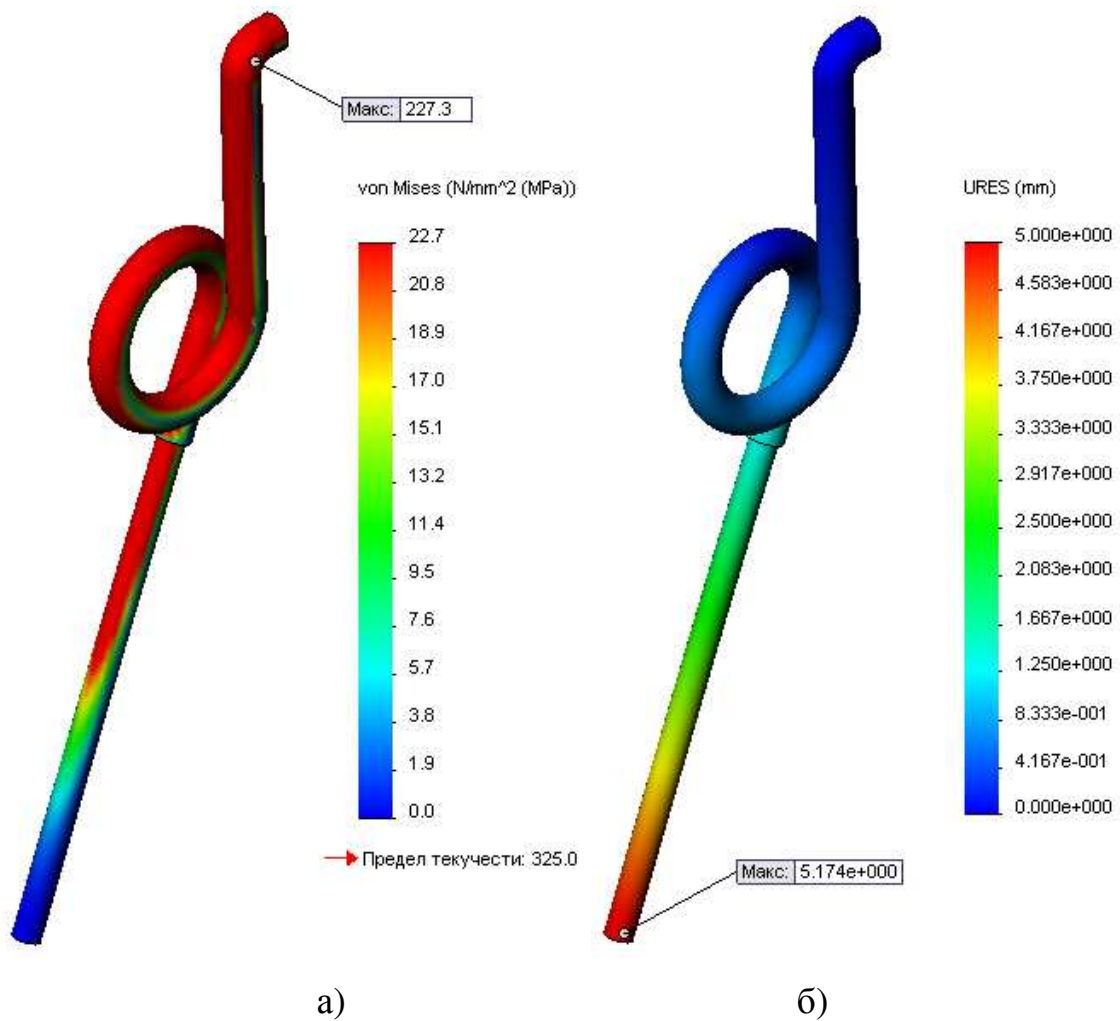 Макс: 227.3
von Mises (N/mm^2 (MPa))
22.7
20.8
18.9
17.0
15.1
13.2
11.4
9.5
7.6
5.7
3.8
1.9
0.0
Предел текучести: 325.0
а)
URES (mm)
5.000e+000
4.583e+000
4.167e+000
3.750e+000
3.333e+000
2.917e+000
2.500e+000
2.083e+000
1.667e+000
1.250e+000
8.333e-001
4.167e-001
0.000e+000
Макс: 5.174e+000
б)